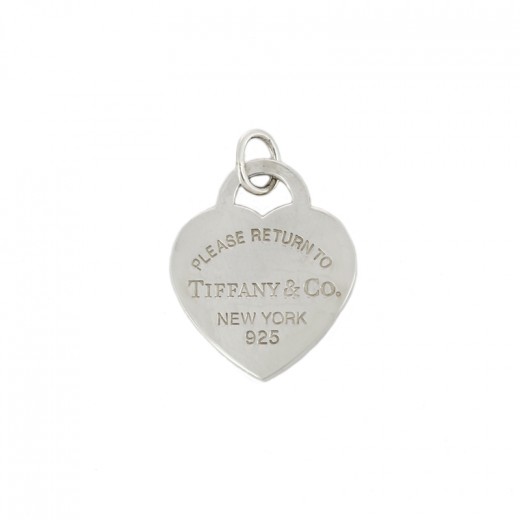 PLEASE RETURN TO
TIFFANY & CO.
NEW YORK
925